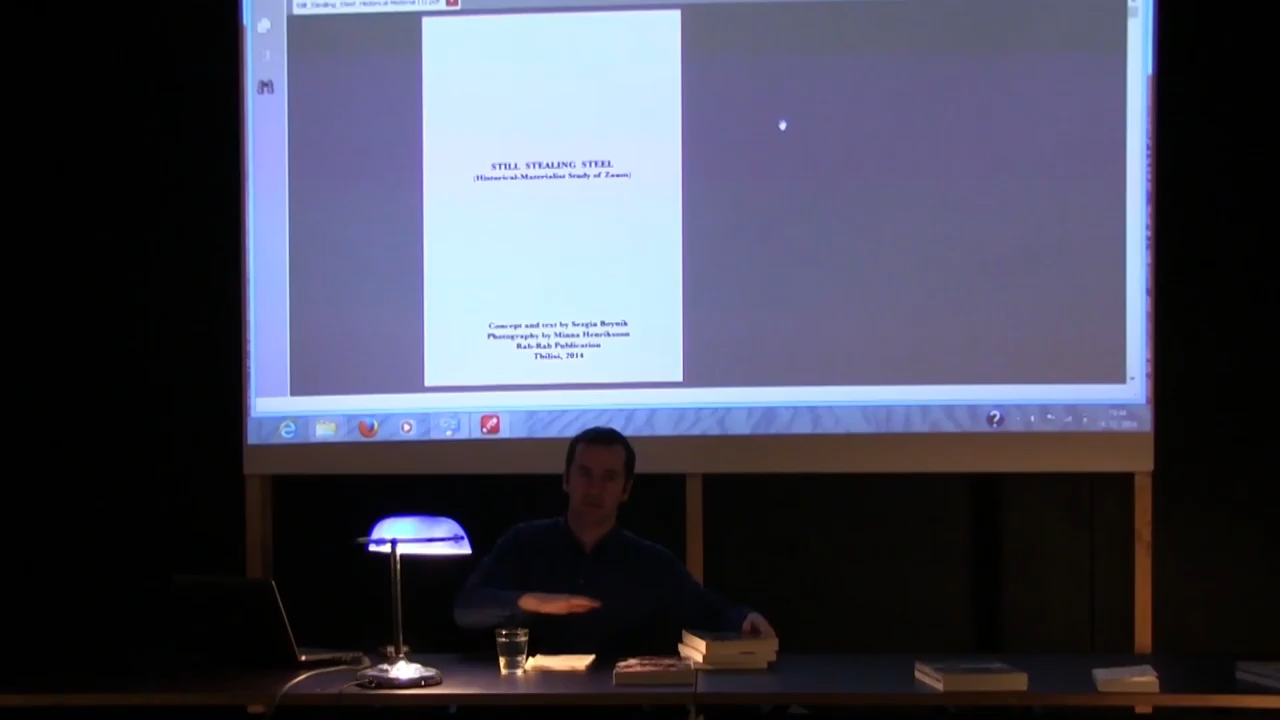 STILL STEALING STEEL
(Historical-Materialist Study of Zaum)
Concept and text by Sezgin Boynik
Photography by Minna Henriksson
Rab-Rab Publication
Tbilisi, 2014